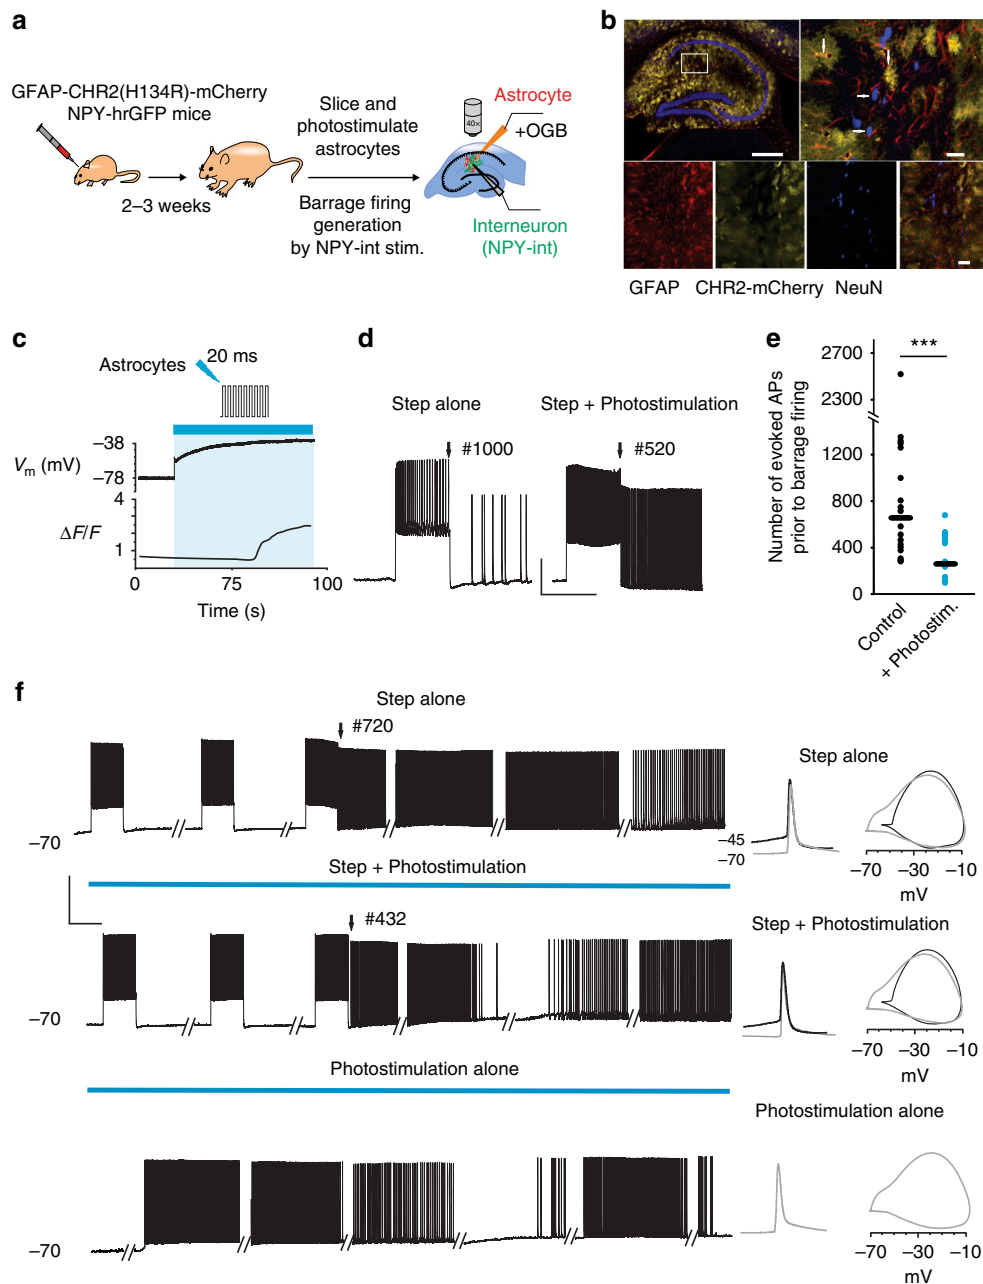 a
GFAP-CHR2(H134R)-mCherry
NPY-hrGFP mice
2–3 weeks
Slice and
photostimulate
astrocytes
Barrage firing
generation
by NPY-int stim.
40×
Astrocyte
+OGB
Interneuron
(NPY-int)
b
GFAP CHR2-mCherry NeuN
c
Astrocytes
20 ms
–38
Vm (mV)
–78
4
ΔF/F
1
0 75 100
Time (s)
d
Step alone
#1000
Step + Photostimulation
#520
e
***
2700
2300
1200
800
400
0
Number of evoked APs
prior to barrage firing
Control
+ Photostim.
f
Step alone
#720
–70
Step alone
–45
–70
–70 –30 –10
mV
Step + Photostimulation
#432
–70
Step + Photostimulation
–70 –30 –10
mV
Photostimulation alone
–70
Photostimulation alone
–70 –30 –10
mV